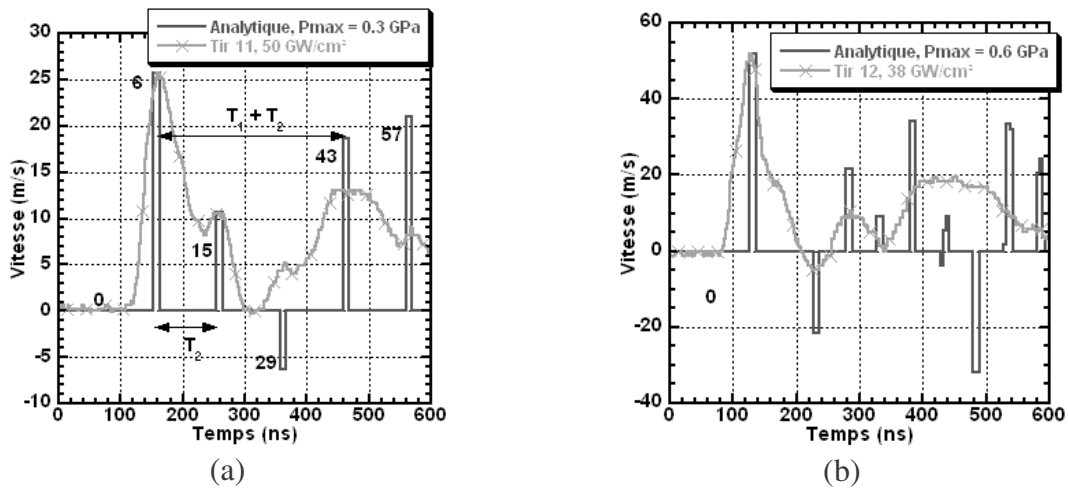 Analytique, Pmax = 0.3 GPa
Tir 11, 50 GW/cm²
Vitesse (m/s)
30
25
20
15
10
5
0
-5
-10
0
6
15
29
43
57
T₁ + T₂
T₂
0 100 200 300 400 500 600
Temps (ns)
(a)
Analytique, Pmax = 0.6 GPa
Tir 12, 38 GW/cm²
Vitesse (m/s)
60
40
20
0
-20
-40
0
0 100 200 300 400 500 600
Temps (ns)
(b)